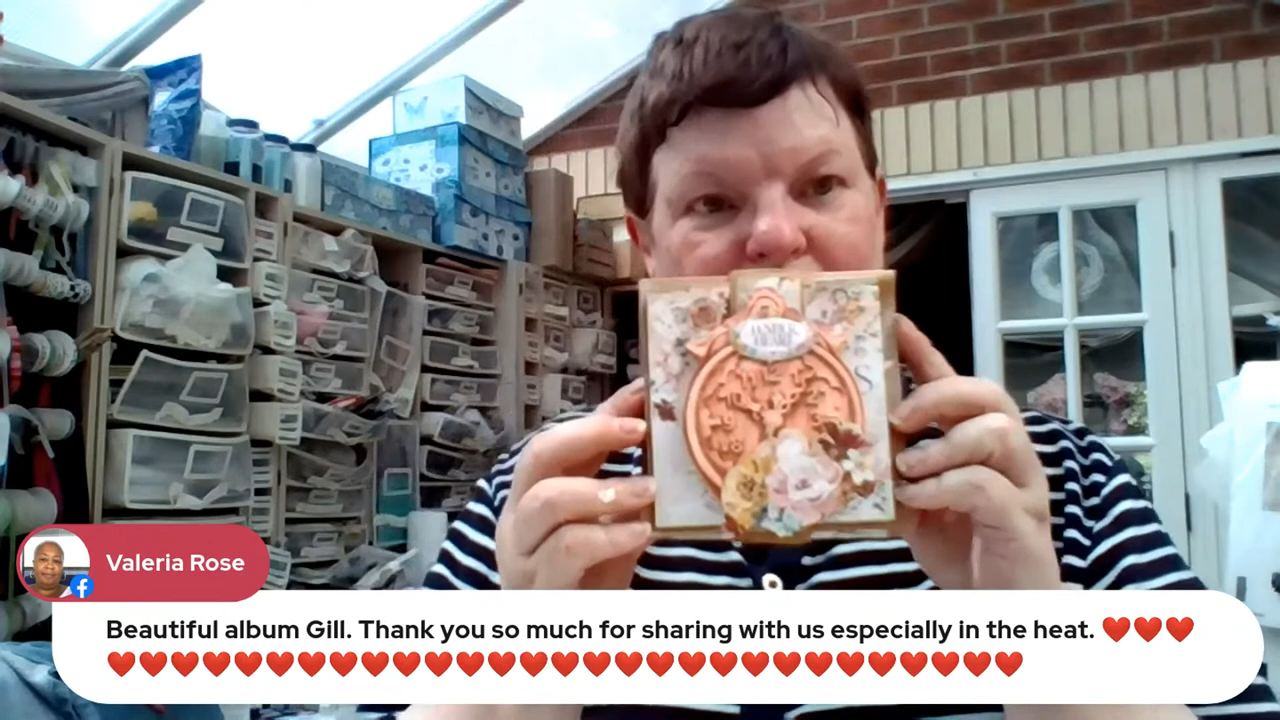 Valeria Rose
Beautiful album Gill. Thank you so much for sharing with us especially in the heat. ❤️❤️❤️
❤️❤️❤️❤️❤️❤️❤️❤️❤️❤️❤️❤️❤️❤️❤️❤️❤️❤️❤️❤️❤️❤️❤️❤️❤️❤️❤️❤️❤️